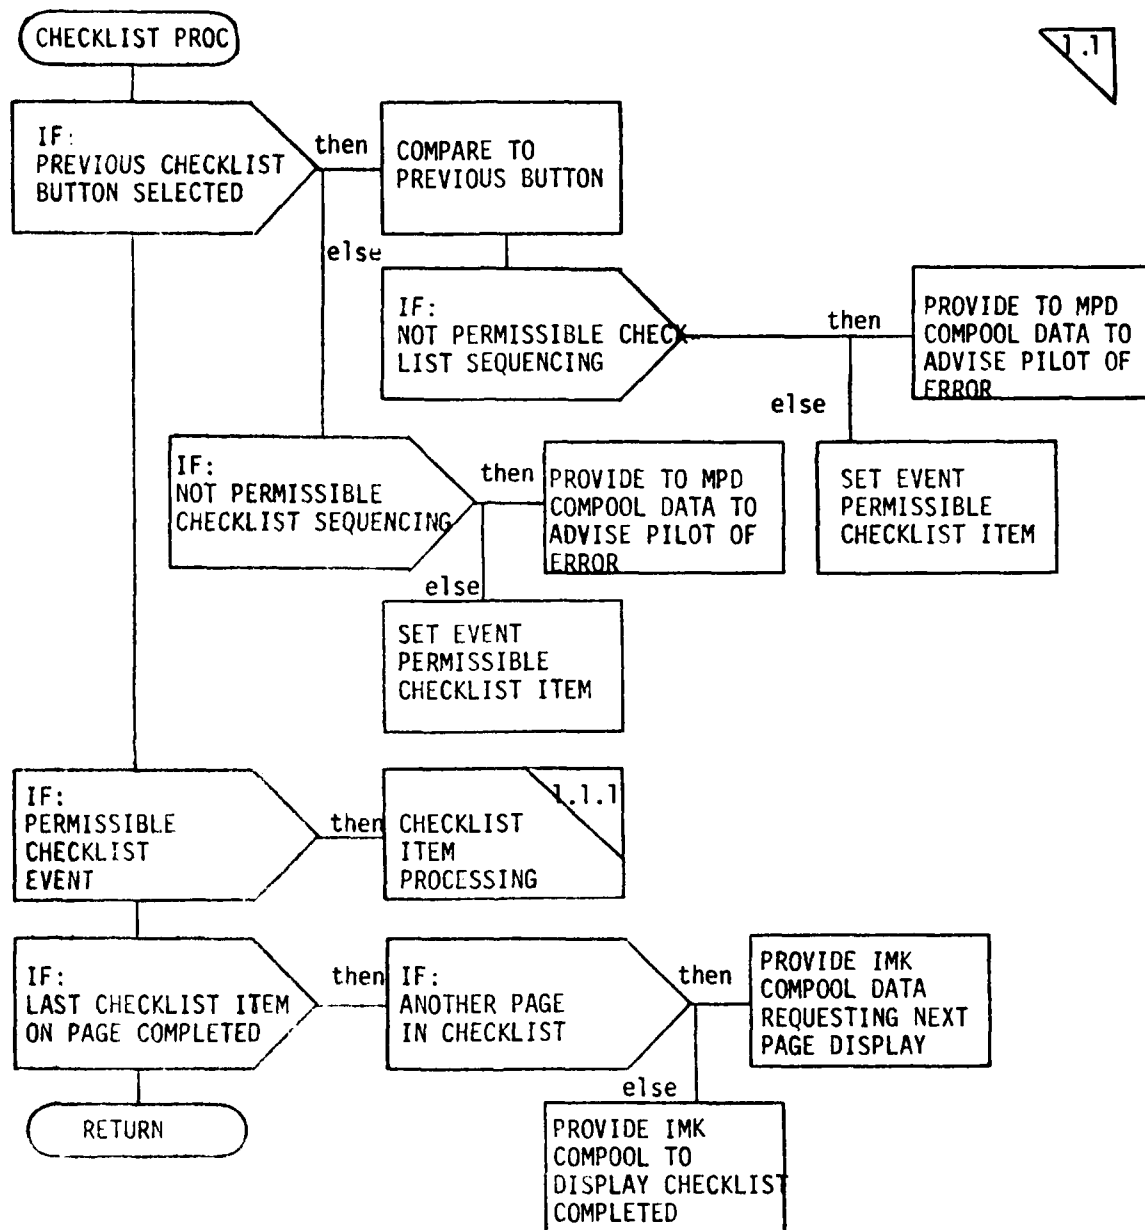 CHECKLIST PROC
1.1
IF:
PREVIOUS CHECKLIST
BUTTON SELECTED
then
COMPARE TO
PREVIOUS BUTTON
else
IF:
NOT PERMISSIBLE CHECK
LIST SEQUENCING
then
PROVIDE TO MPD
COMPOOL DATA TO
ADVISE PILOT OF
ERROR
else
SET EVENT
PERMISSIBLE
CHECKLIST ITEM
IF:
NOT PERMISSIBLE
CHECKLIST SEQUENCING
then
PROVIDE TO MPD
COMPOOL DATA TO
ADVISE PILOT OF
ERROR
else
SET EVENT
PERMISSIBLE
CHECKLIST ITEM
IF:
PERMISSIBLE
CHECKLIST
EVENT
then
1.1.1
CHECKLIST
ITEM
PROCESSING
IF:
LAST CHECKLIST ITEM
ON PAGE COMPLETED
then
IF:
ANOTHER PAGE
IN CHECKLIST
then
PROVIDE IMK
COMPOOL DATA
REQUESTING NEXT
PAGE DISPLAY
else
PROVIDE IMK
COMPOOL TO
DISPLAY CHECKLIST
COMPLETED
RETURN